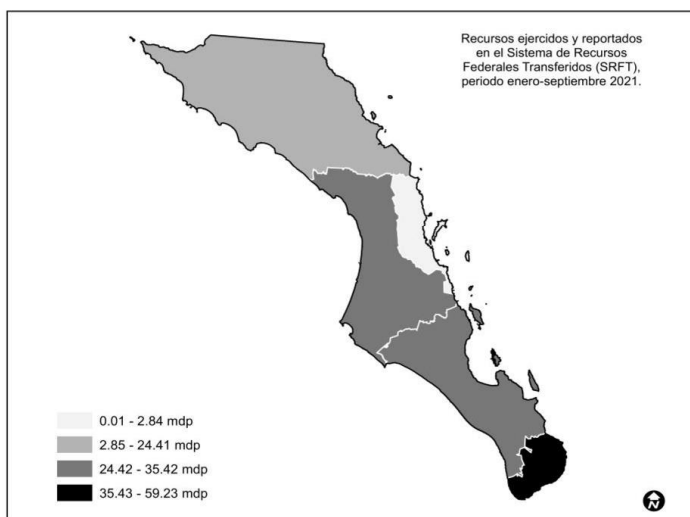 Recursos ejercidos y reportados
en el Sistema de Recursos
Federales Transferidos (SRFT),
periodo enero-septiembre 2021.
0.01 - 2.84 mdp
2.85 - 24.41 mdp
24.42 - 35.42 mdp
35.43 - 59.23 mdp
N